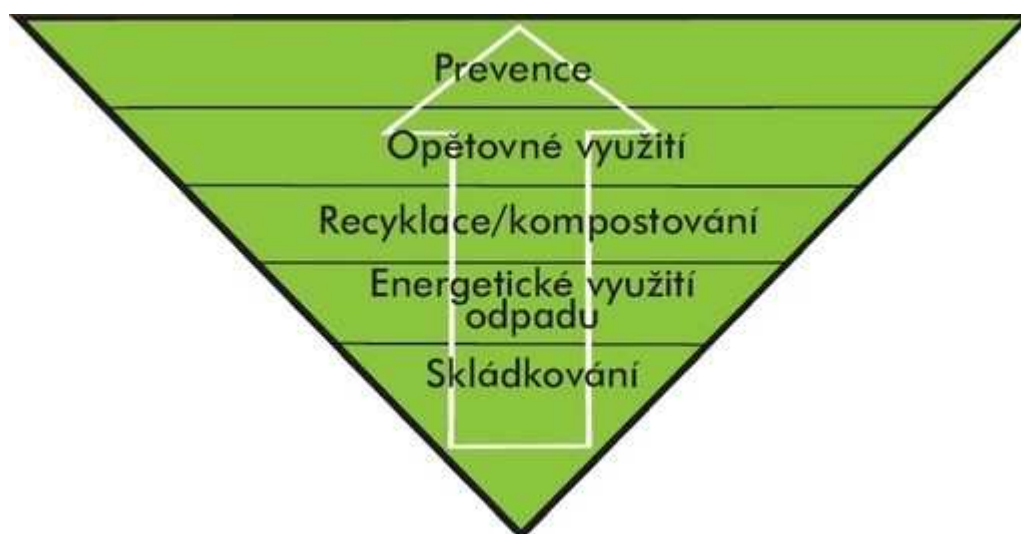 Prevence
Opětovné využití
Recyklace/kompostování
Energetické využití
odpadu
Skládkování